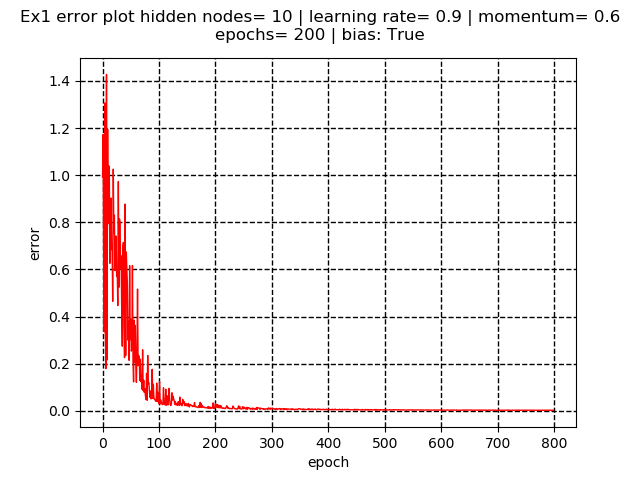 Ex1 error plot hidden nodes= 10 | learning rate= 0.9 | momentum= 0.6
epochs= 200 | bias: True
1.4
1.2
1.0
0.8
0.6
0.4
0.2
0.0
error
0 100 200 300 400 500 600 700 800
epoch